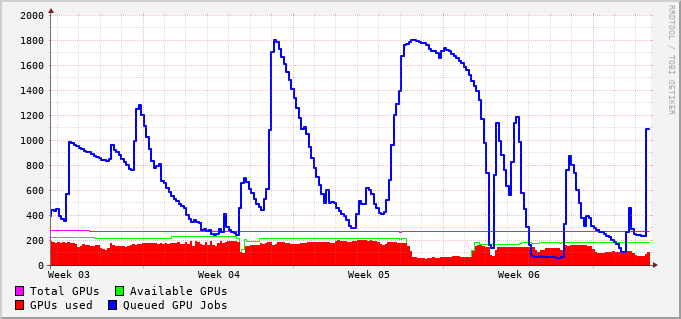 2000
1800
1600
1400
1200
1000
800
600
400
200
0
Week 03 Week 04 Week 05 Week 06
Total GPUs Available GPUs
GPUs used Queued GPU Jobs
RRDTOOL / TOBI OETIKER